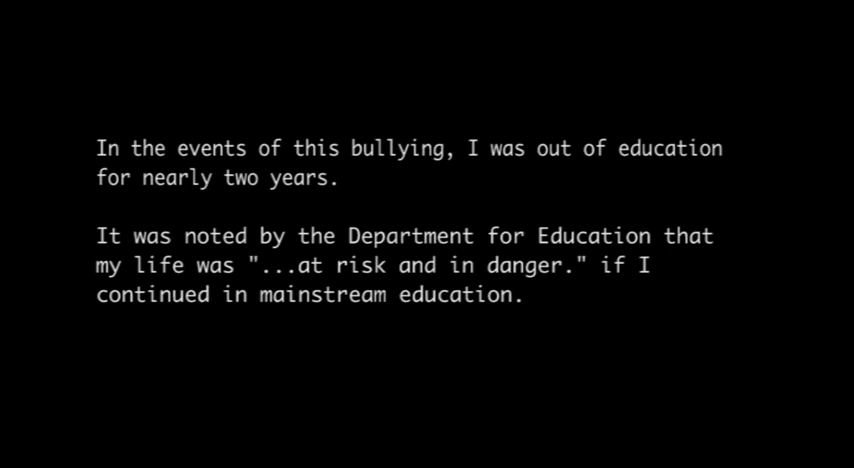 In the events of this bullying, I was out of education
for nearly two years.
It was noted by the Department for Education that
my life was "...at risk and in danger." if I
continued in mainstream education.